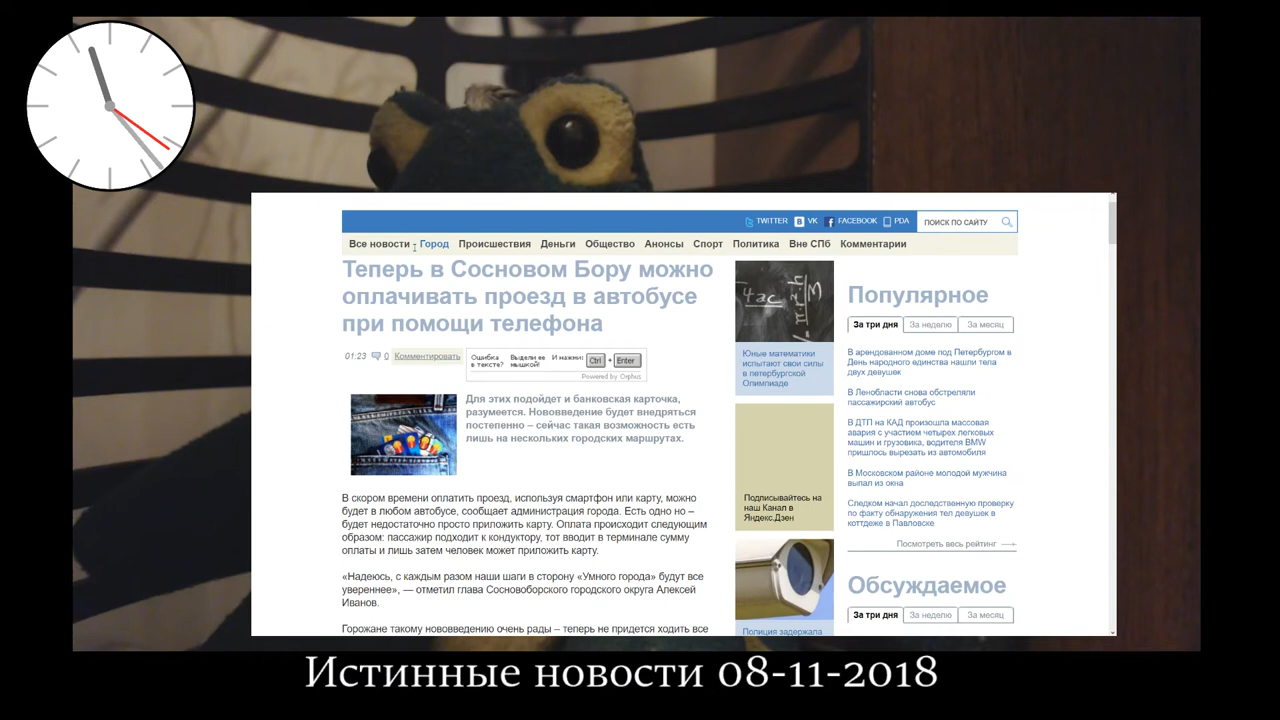 TWITTER VK FACEBOOK PDA ПОИСК ПО САЙТУ
Все новости Город Происшествия Деньги Общество Анонсы Спорт Политика Вне СПб Комментарии
Теперь в Сосновом Бору можно
оплачивать проезд в автобусе
при помощи телефона
01:23 0 Комментировать
Ошибка
в тексте?
Выдели ее
мышкой!
И нажми:
Ctrl + Enter
Powered by Orphus
Для этих подойдет и банковская карточка,
разумеется. Нововведение будет внедряться
постепенно – сейчас такая возможность есть
лишь на нескольких городских маршрутах.
В скором времени оплатить проезд, используя смартфон или карту, можно
будет в любом автобусе, сообщает администрация города. Есть одно но –
будет недостаточно просто приложить карту. Оплата происходит следующим
образом: пассажир подходит к кондуктору, тот вводит в терминале сумму
оплаты и лишь затем человек может приложить карту.
«Надеюсь, с каждым разом наши шаги в сторону «Умного города» будут все
увереннее», — отметил глава Сосновоборского городского округа Алексей
Иванов.
Горожане такому нововведению очень рады – теперь не придется ходить все
4ac
Юные математики
испытают свои силы
в петербургской
Олимпиаде
Подписывайтесь на
наш Канал в
Яндекс.Дзен
Полиция задержала
Популярное
За три дня За неделю За месяц
В арендованном доме под Петербургом в
День народного единства нашли тела
двух девушек
В Ленобласти снова обстреляли
пассажирский автобус
В ДТП на КАД произошла массовая
авария с участием четырех легковых
машин и грузовика, водителя BMW
пришлось вырезать из автомобиля
В Московском районе молодой мужчина
выпал из окна
Следком начал доследственную проверку
по факту обнаружения тел девушек в
коттедже в Павловске
Посмотреть весь рейтинг
Обсуждаемое
За три дня За неделю За месяц
Истинные новости 08-11-2018